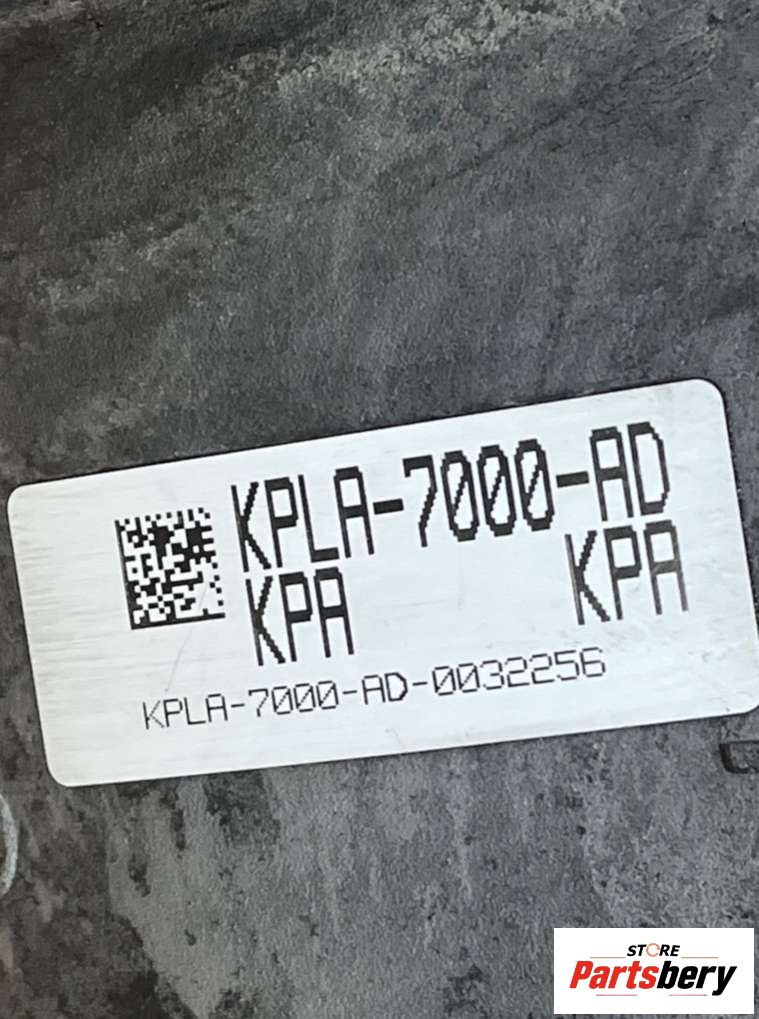 KPLA-7000-AD
KPA KPA
KPLA-7000-AD-0032256
STORE
Partsbery